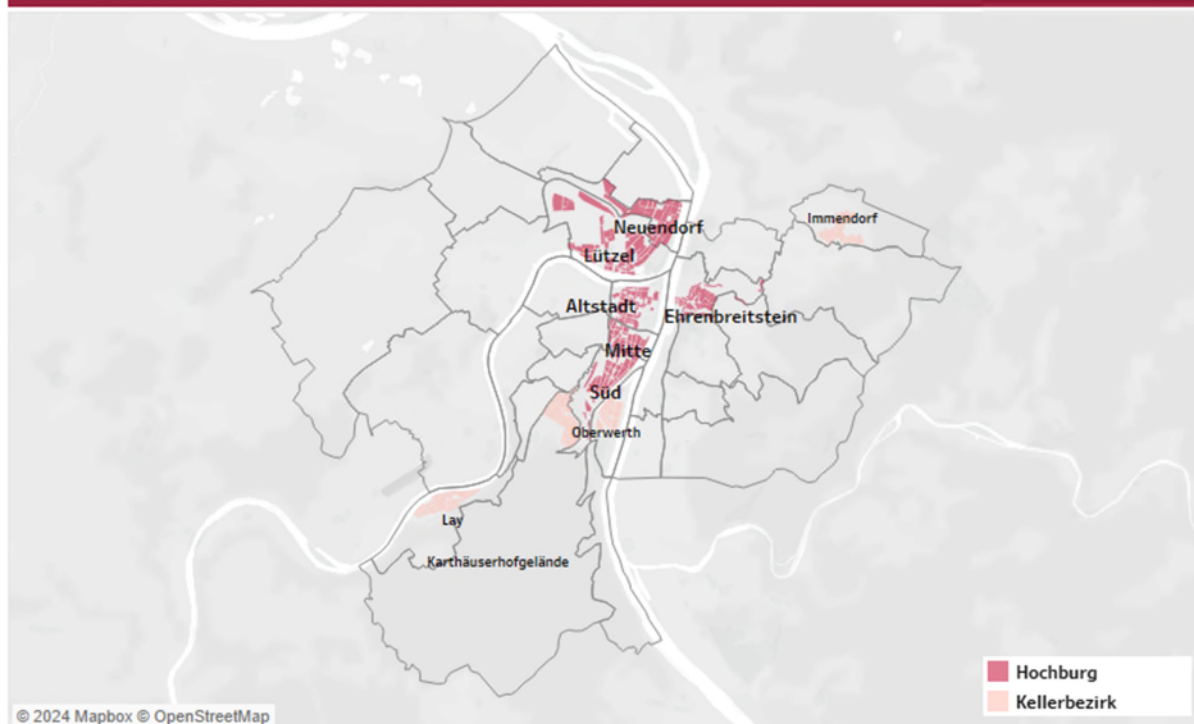 Immendorf
Neuendorf
Lützel
Altstadt
Ehrenbreitstein
Mitte
Süd
Oberwerth
Lay
Karthäuserhofgelände
Hochburg
Kellerbezirk
© 2024 Mapbox © OpenStreetMap